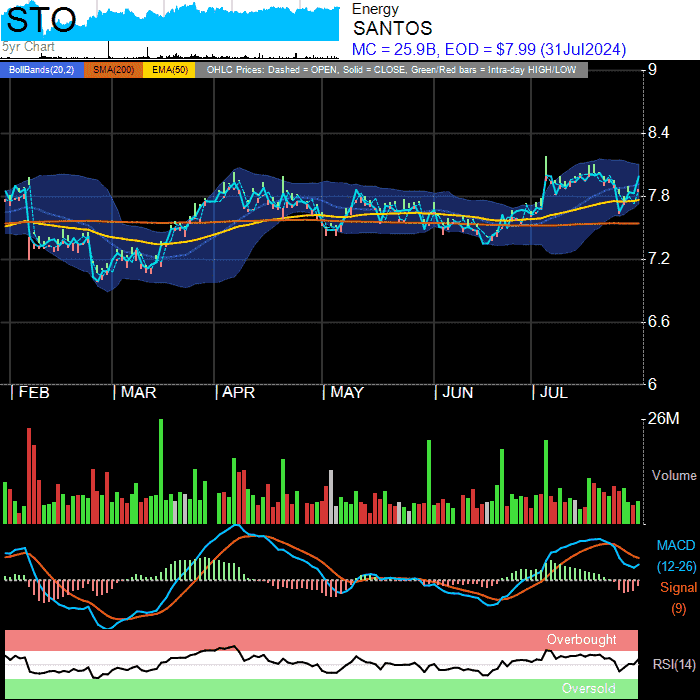 STO
5yr Chart
Energy
SANTOS
MC = 25.9B, EOD = $7.99 (31Jul2024)
BollBands(20,2) SMA(200) EMA(50) OHLC Prices: Dashed = OPEN, Solid = CLOSE, Green/Red bars = Intra-day HIGH/LOW
9
8.4
7.8
7.2
6.6
6
FEB MAR APR MAY JUN JUL
26M
Volume
MACD
(12-26)
Signal
(9)
Overbought
RSI(14)
Oversold